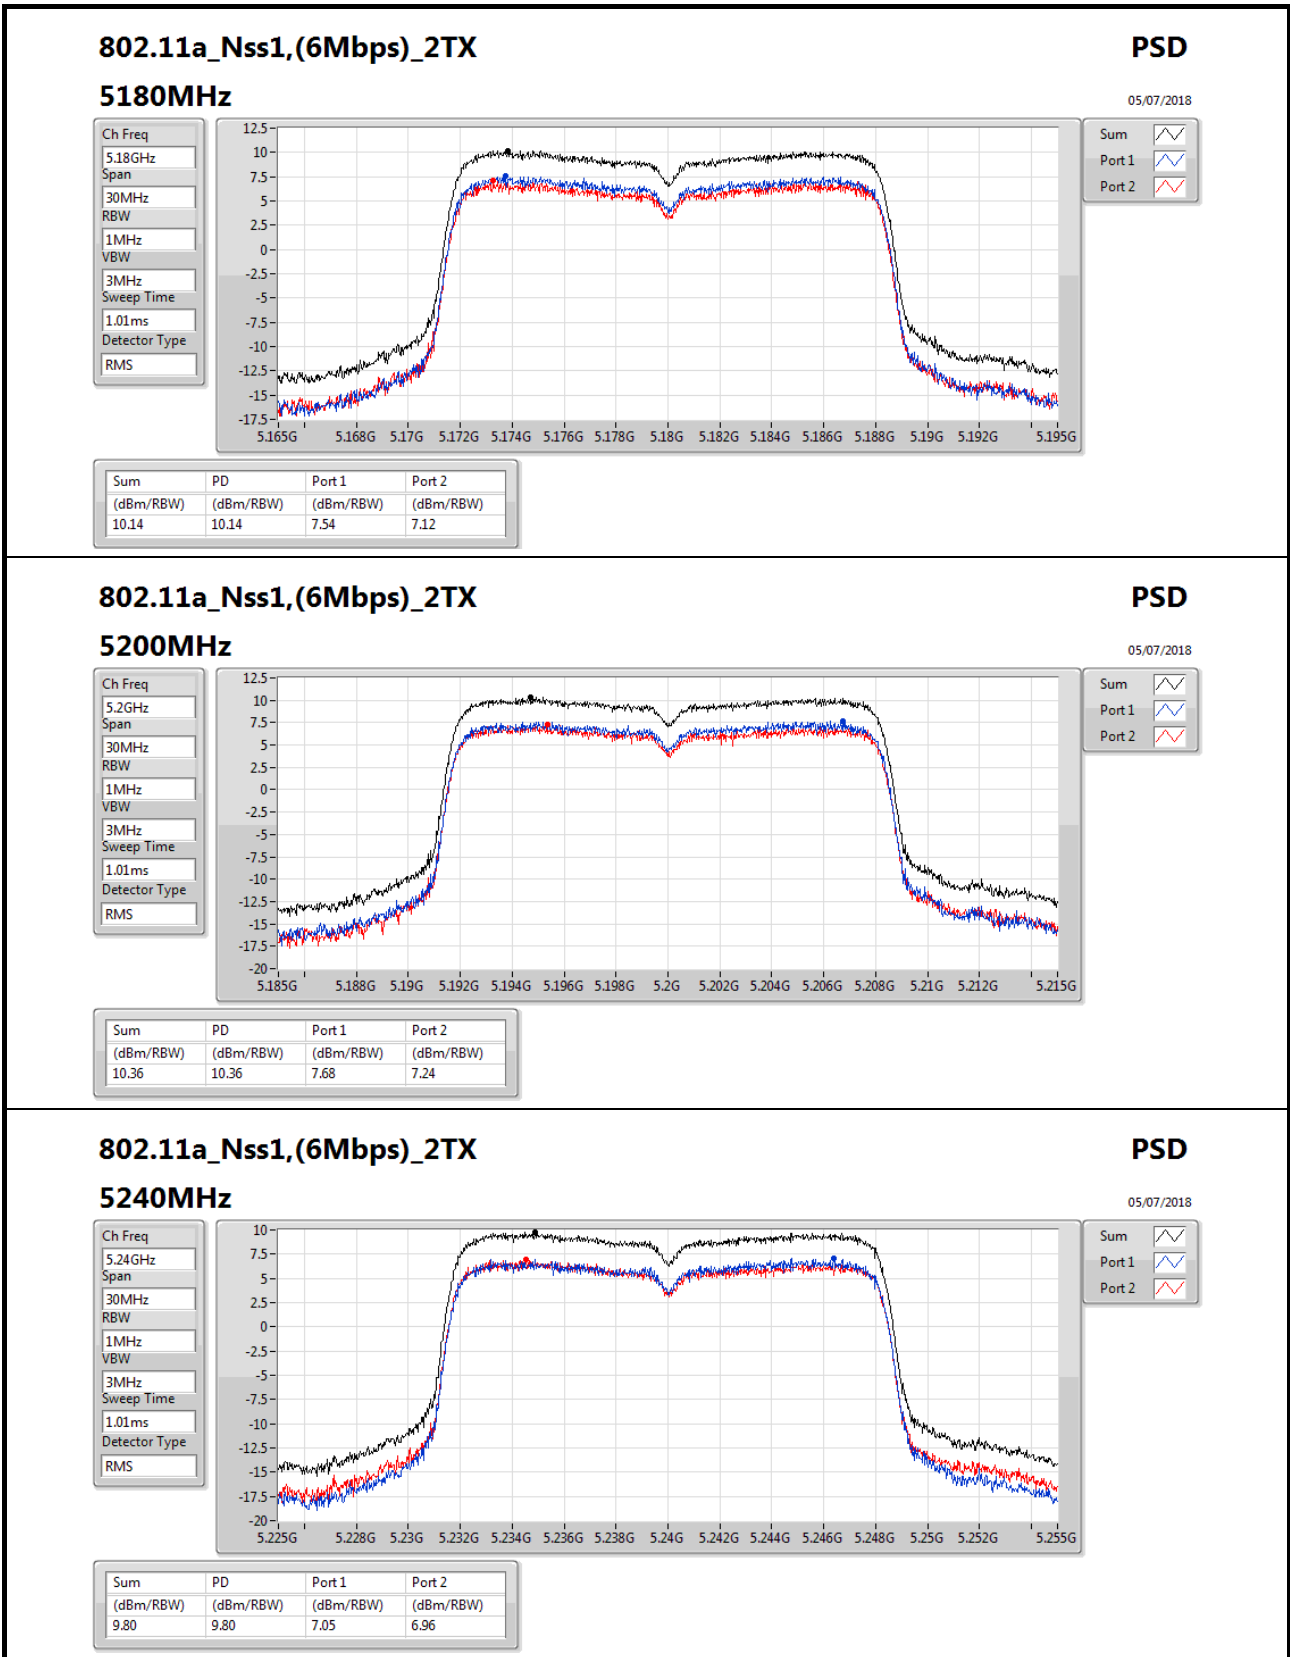 802.11a_Nss1,(6Mbps)_2TX PSD
5180MHz 05/07/2018
Ch Freq
5.18GHz
Span
30MHz
RBW
1MHz
VBW
3MHz
Sweep Time
1.01ms
Detector Type
RMS
12.5
10
7.5
5
2.5
0
-2.5
-5
-7.5
-10
-12.5
-15
-17.5
5.165G 5.168G 5.17G 5.172G 5.174G 5.176G 5.178G 5.18G 5.182G 5.184G 5.186G 5.188G 5.19G 5.192G 5.195G
Sum
Port 1
Port 2
Sum PD Port 1 Port 2
(dBm/RBW) (dBm/RBW) (dBm/RBW) (dBm/RBW)
10.14 10.14 7.54 7.12
802.11a_Nss1,(6Mbps)_2TX PSD
5200MHz 05/07/2018
Ch Freq
5.2GHz
Span
30MHz
RBW
1MHz
VBW
3MHz
Sweep Time
1.01ms
Detector Type
RMS
12.5
10
7.5
5
2.5
0
-2.5
-5
-7.5
-10
-12.5
-15
-17.5
-20
5.185G 5.188G 5.19G 5.192G 5.194G 5.196G 5.198G 5.2G 5.202G 5.204G 5.206G 5.208G 5.21G 5.212G 5.215G
Sum
Port 1
Port 2
Sum PD Port 1 Port 2
(dBm/RBW) (dBm/RBW) (dBm/RBW) (dBm/RBW)
10.36 10.36 7.68 7.24
802.11a_Nss1,(6Mbps)_2TX PSD
5240MHz 05/07/2018
Ch Freq
5.24GHz
Span
30MHz
RBW
1MHz
VBW
3MHz
Sweep Time
1.01ms
Detector Type
RMS
10
7.5
5
2.5
0
-2.5
-5
-7.5
-10
-12.5
-15
-17.5
-20
5.225G 5.228G 5.23G 5.232G 5.234G 5.236G 5.238G 5.24G 5.242G 5.244G 5.246G 5.248G 5.25G 5.252G 5.255G
Sum
Port 1
Port 2
Sum PD Port 1 Port 2
(dBm/RBW) (dBm/RBW) (dBm/RBW) (dBm/RBW)
9.80 9.80 7.05 6.96